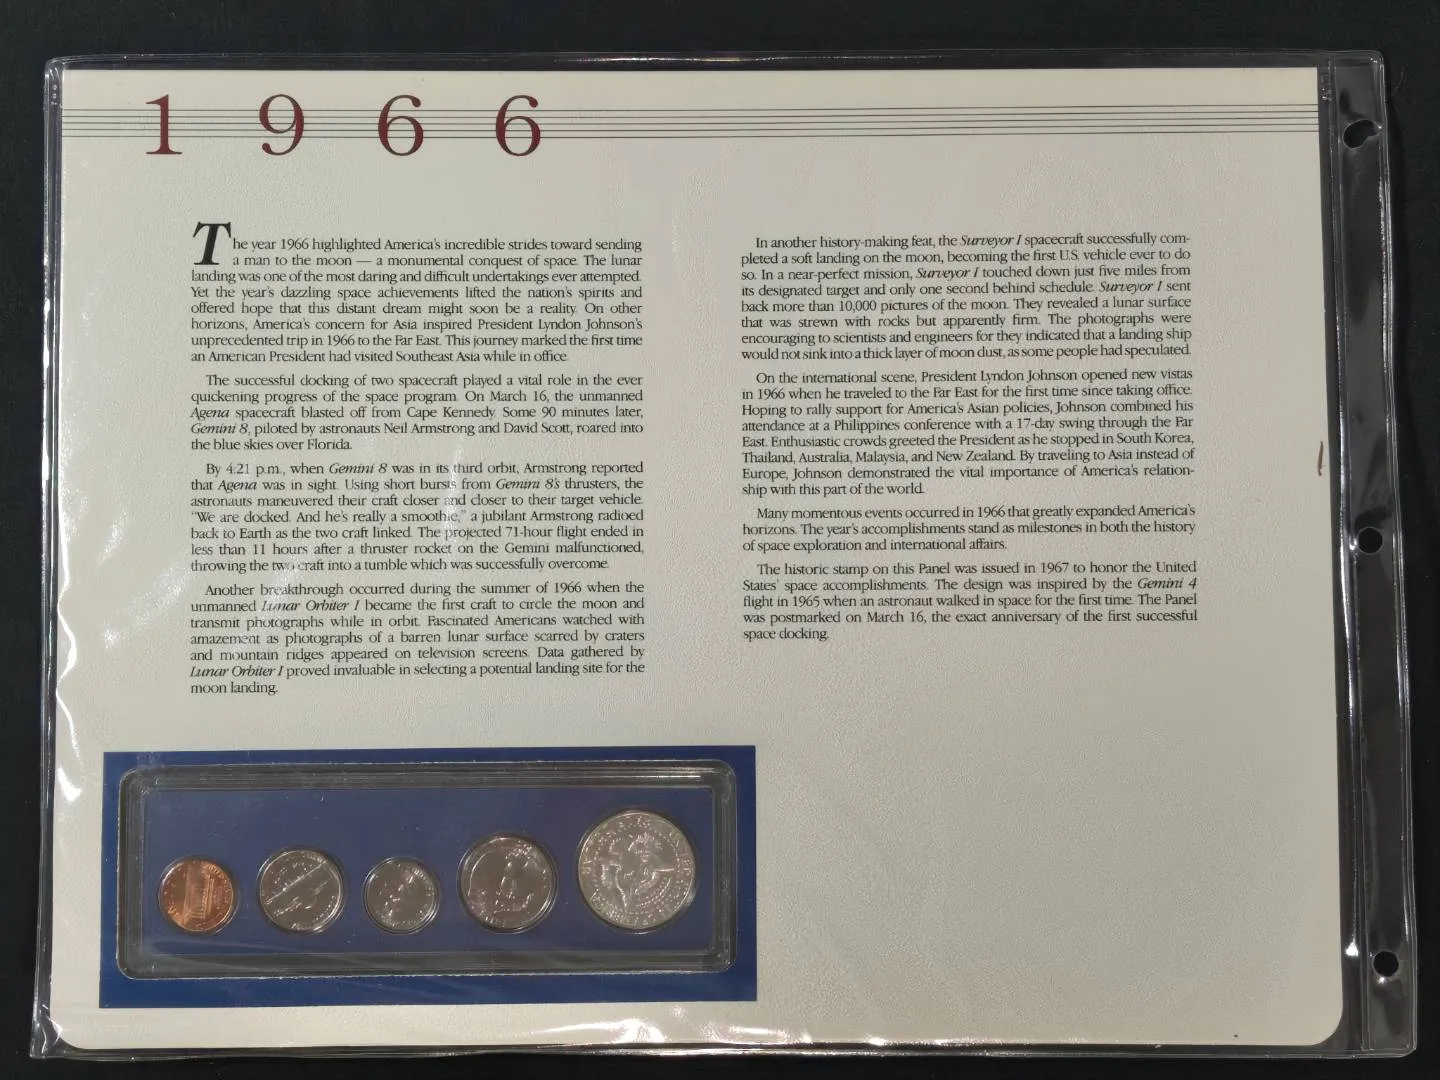 1966
The year 1966 highlighted America's incredible strides toward sending
a man to the moon — a monumental conquest of space. The lunar
landing was one of the most daring and difficult undertakings ever attempted.
Yet the year's dazzling space achievements lifted the nation's spirits and
offered hope that this distant dream might soon be a reality. On other
horizons, America's concern for Asia inspired President Lyndon Johnson's
unprecedented trip in 1966 to the Far East. This journey marked the first time
an American President had visited Southeast Asia while in office.
The successful docking of two spacecraft played a vital role in the ever
quickening progress of the space program. On March 16, the unmanned
Agena spacecraft blasted off from Cape Kennedy. Some 90 minutes later,
Gemini 8, piloted by astronauts Neil Armstrong and David Scott, roared into
the blue skies over Florida.
By 4:21 p.m., when Gemini 8 was in its third orbit, Armstrong reported
that Agena was in sight. Using short bursts from Gemini 8's thrusters, the
astronauts maneuvered their craft closer and closer to their target vehicle.
"We are docked. And he's really a smoothie," a jubilant Armstrong radioed
back to Earth as the two craft linked. The projected 71-hour flight ended in
less than 11 hours after a thruster rocket on the Gemini malfunctioned,
throwing the two craft into a tumble which was successfully overcome.
Another breakthrough occurred during the summer of 1966 when the
unmanned Lunar Orbiter I became the first craft to circle the moon and
transmit photographs while in orbit. Fascinated Americans watched with
amazement as photographs of a barren lunar surface scarred by craters
and mountain ridges appeared on television screens. Data gathered by
Lunar Orbiter I proved invaluable in selecting a potential landing site for the
moon landing.
In another history-making feat, the Surveyor I spacecraft successfully com-
pleted a soft landing on the moon, becoming the first U.S. vehicle ever to do
so. In a near-perfect mission, Surveyor I touched down just five miles from
its designated target and only one second behind schedule. Surveyor I sent
back more than 10,000 pictures of the moon. They revealed a lunar surface
that was strewn with rocks but apparently firm. The photographs were
encouraging to scientists and engineers for they indicated that a landing ship
would not sink into a thick layer of moon dust, as some people had speculated.
On the international scene, President Lyndon Johnson opened new vistas
in 1966 when he traveled to the Far East for the first time since taking office.
Hoping to rally support for America's Asian policies, Johnson combined his
attendance at a Philippines conference with a 17-day swing through the Far
East. Enthusiastic crowds greeted the President as he stopped in South Korea,
Thailand, Australia, Malaysia, and New Zealand. By traveling to Asia instead of
Europe, Johnson demonstrated the vital importance of America's relation-
ship with this part of the world.
Many momentous events occurred in 1966 that greatly expanded America's
horizons. The year's accomplishments stand as milestones in both the history
of space exploration and international affairs.
The historic stamp on this Panel was issued in 1967 to honor the United
States' space accomplishments. The design was inspired by the Gemini 4
flight in 1965 when an astronaut walked in space for the first time. The Panel
was postmarked on March 16, the exact anniversary of the first successful
space docking.